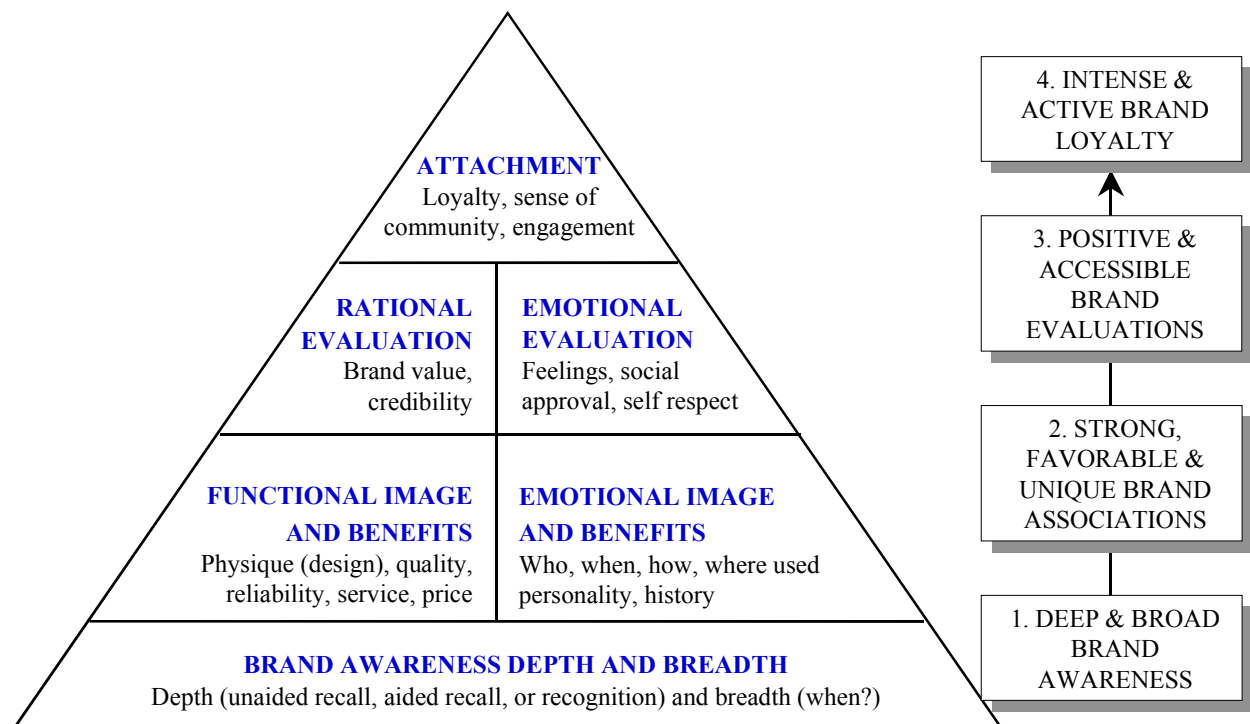 ATTACHMENT
Loyalty, sense of
community, engagement
RATIONAL
EVALUATION
Brand value,
credibility
EMOTIONAL
EVALUATION
Feelings, social
approval, self respect
FUNCTIONAL IMAGE
AND BENEFITS
Physique (design), quality,
reliability, service, price
EMOTIONAL IMAGE
AND BENEFITS
Who, when, how, where used
personality, history
BRAND AWARENESS DEPTH AND BREADTH
Depth (unaided recall, aided recall, or recognition) and breadth (when?)
4. INTENSE &
ACTIVE BRAND
LOYALTY
3. POSITIVE &
ACCESSIBLE
BRAND
EVALUATIONS
2. STRONG,
FAVORABLE &
UNIQUE BRAND
ASSOCIATIONS
1. DEEP & BROAD
BRAND
AWARENESS